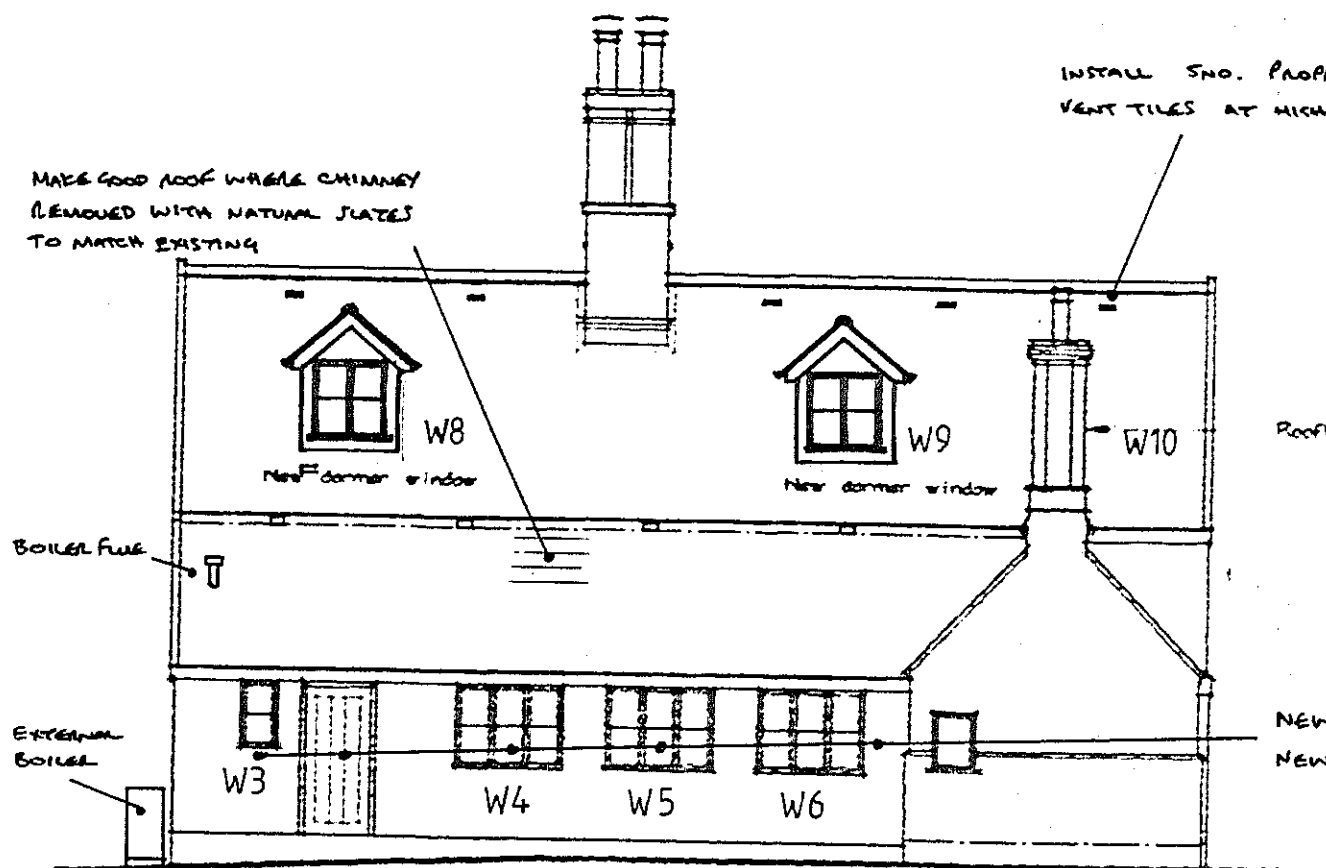 INSTALL 5NO. PROP
VENT TILES AT HIGH
MAKE GOOD ROOF WHERE CHIMNEY
REMOVED WITH NATURAL SLATES
TO MATCH EXISTING
W8
New dormer window
W9
New dormer window
W10
ROOF
BOILER FLUE
EXTERNAL
BOILER
W3
W4
W5
W6
NEW
NEW